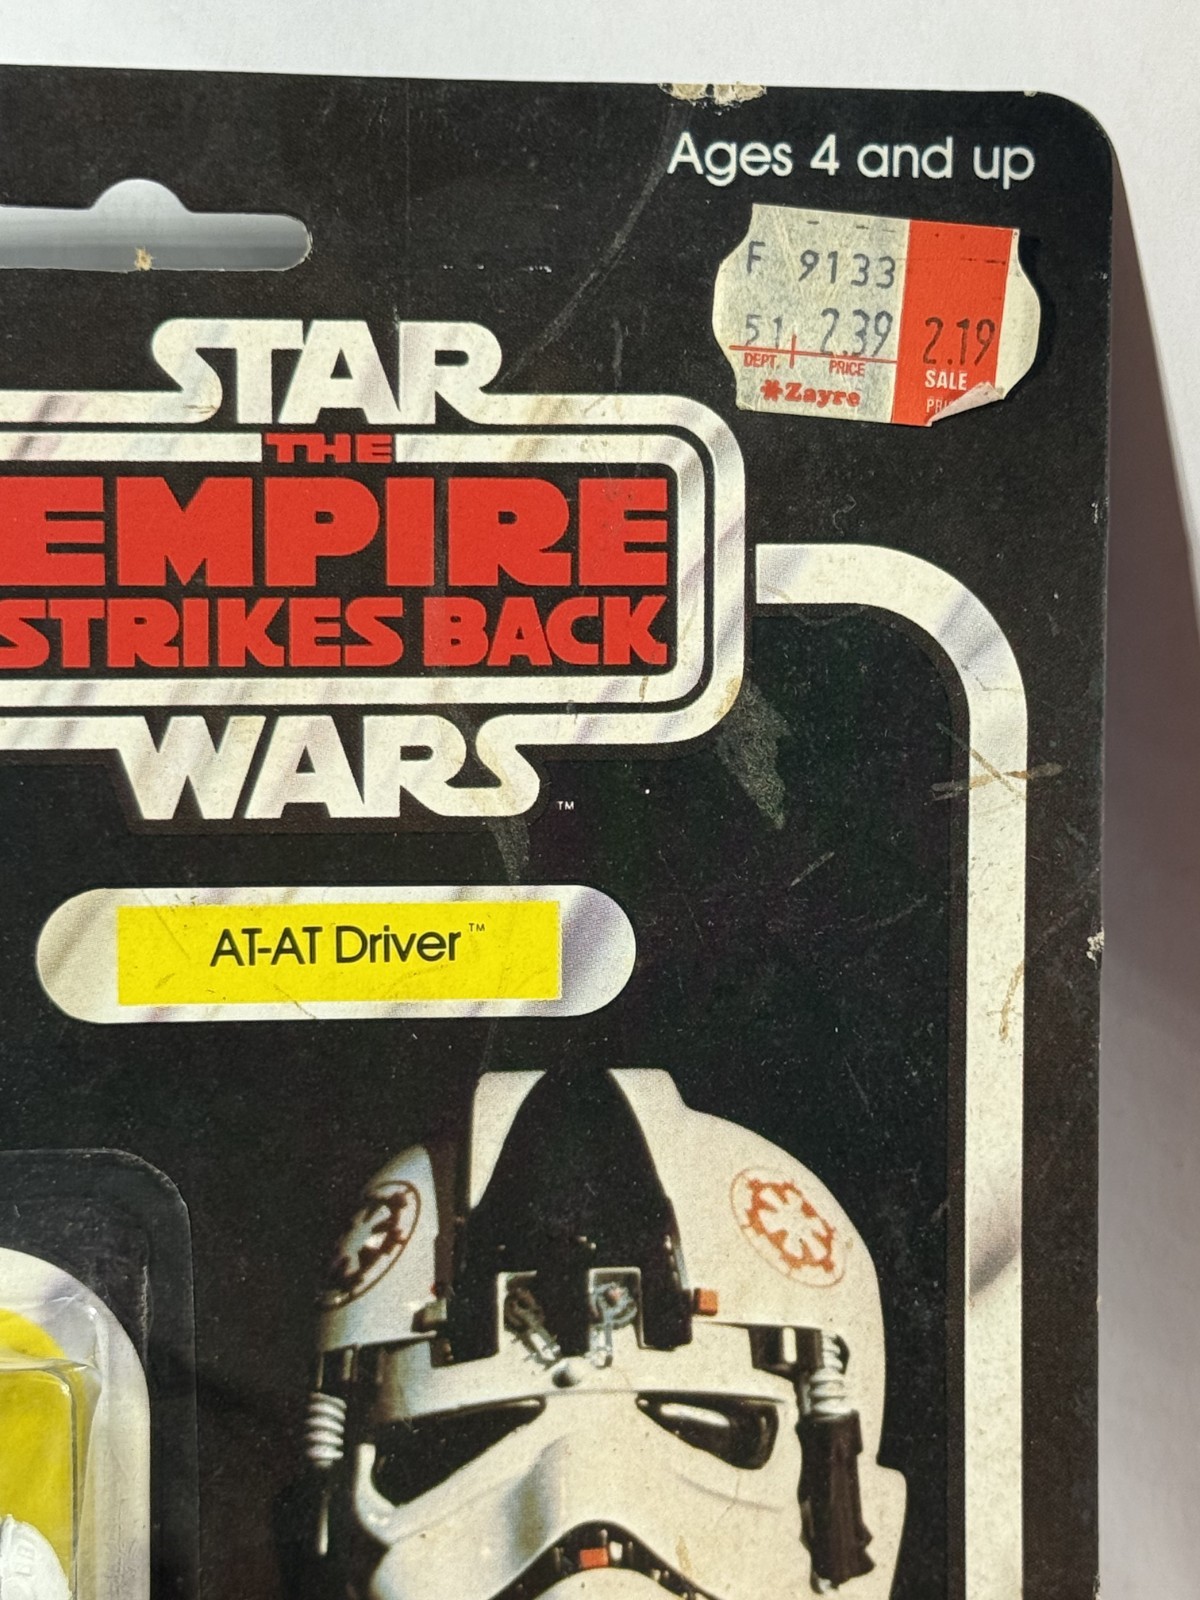 Ages 4 and up
F 9133
51 2.39 2.19
DEPT. PRICE SALE
Zayre
STAR
THE
EMPIRE
STRIKES BACK
WARS
TM
AT-AT Driver TM